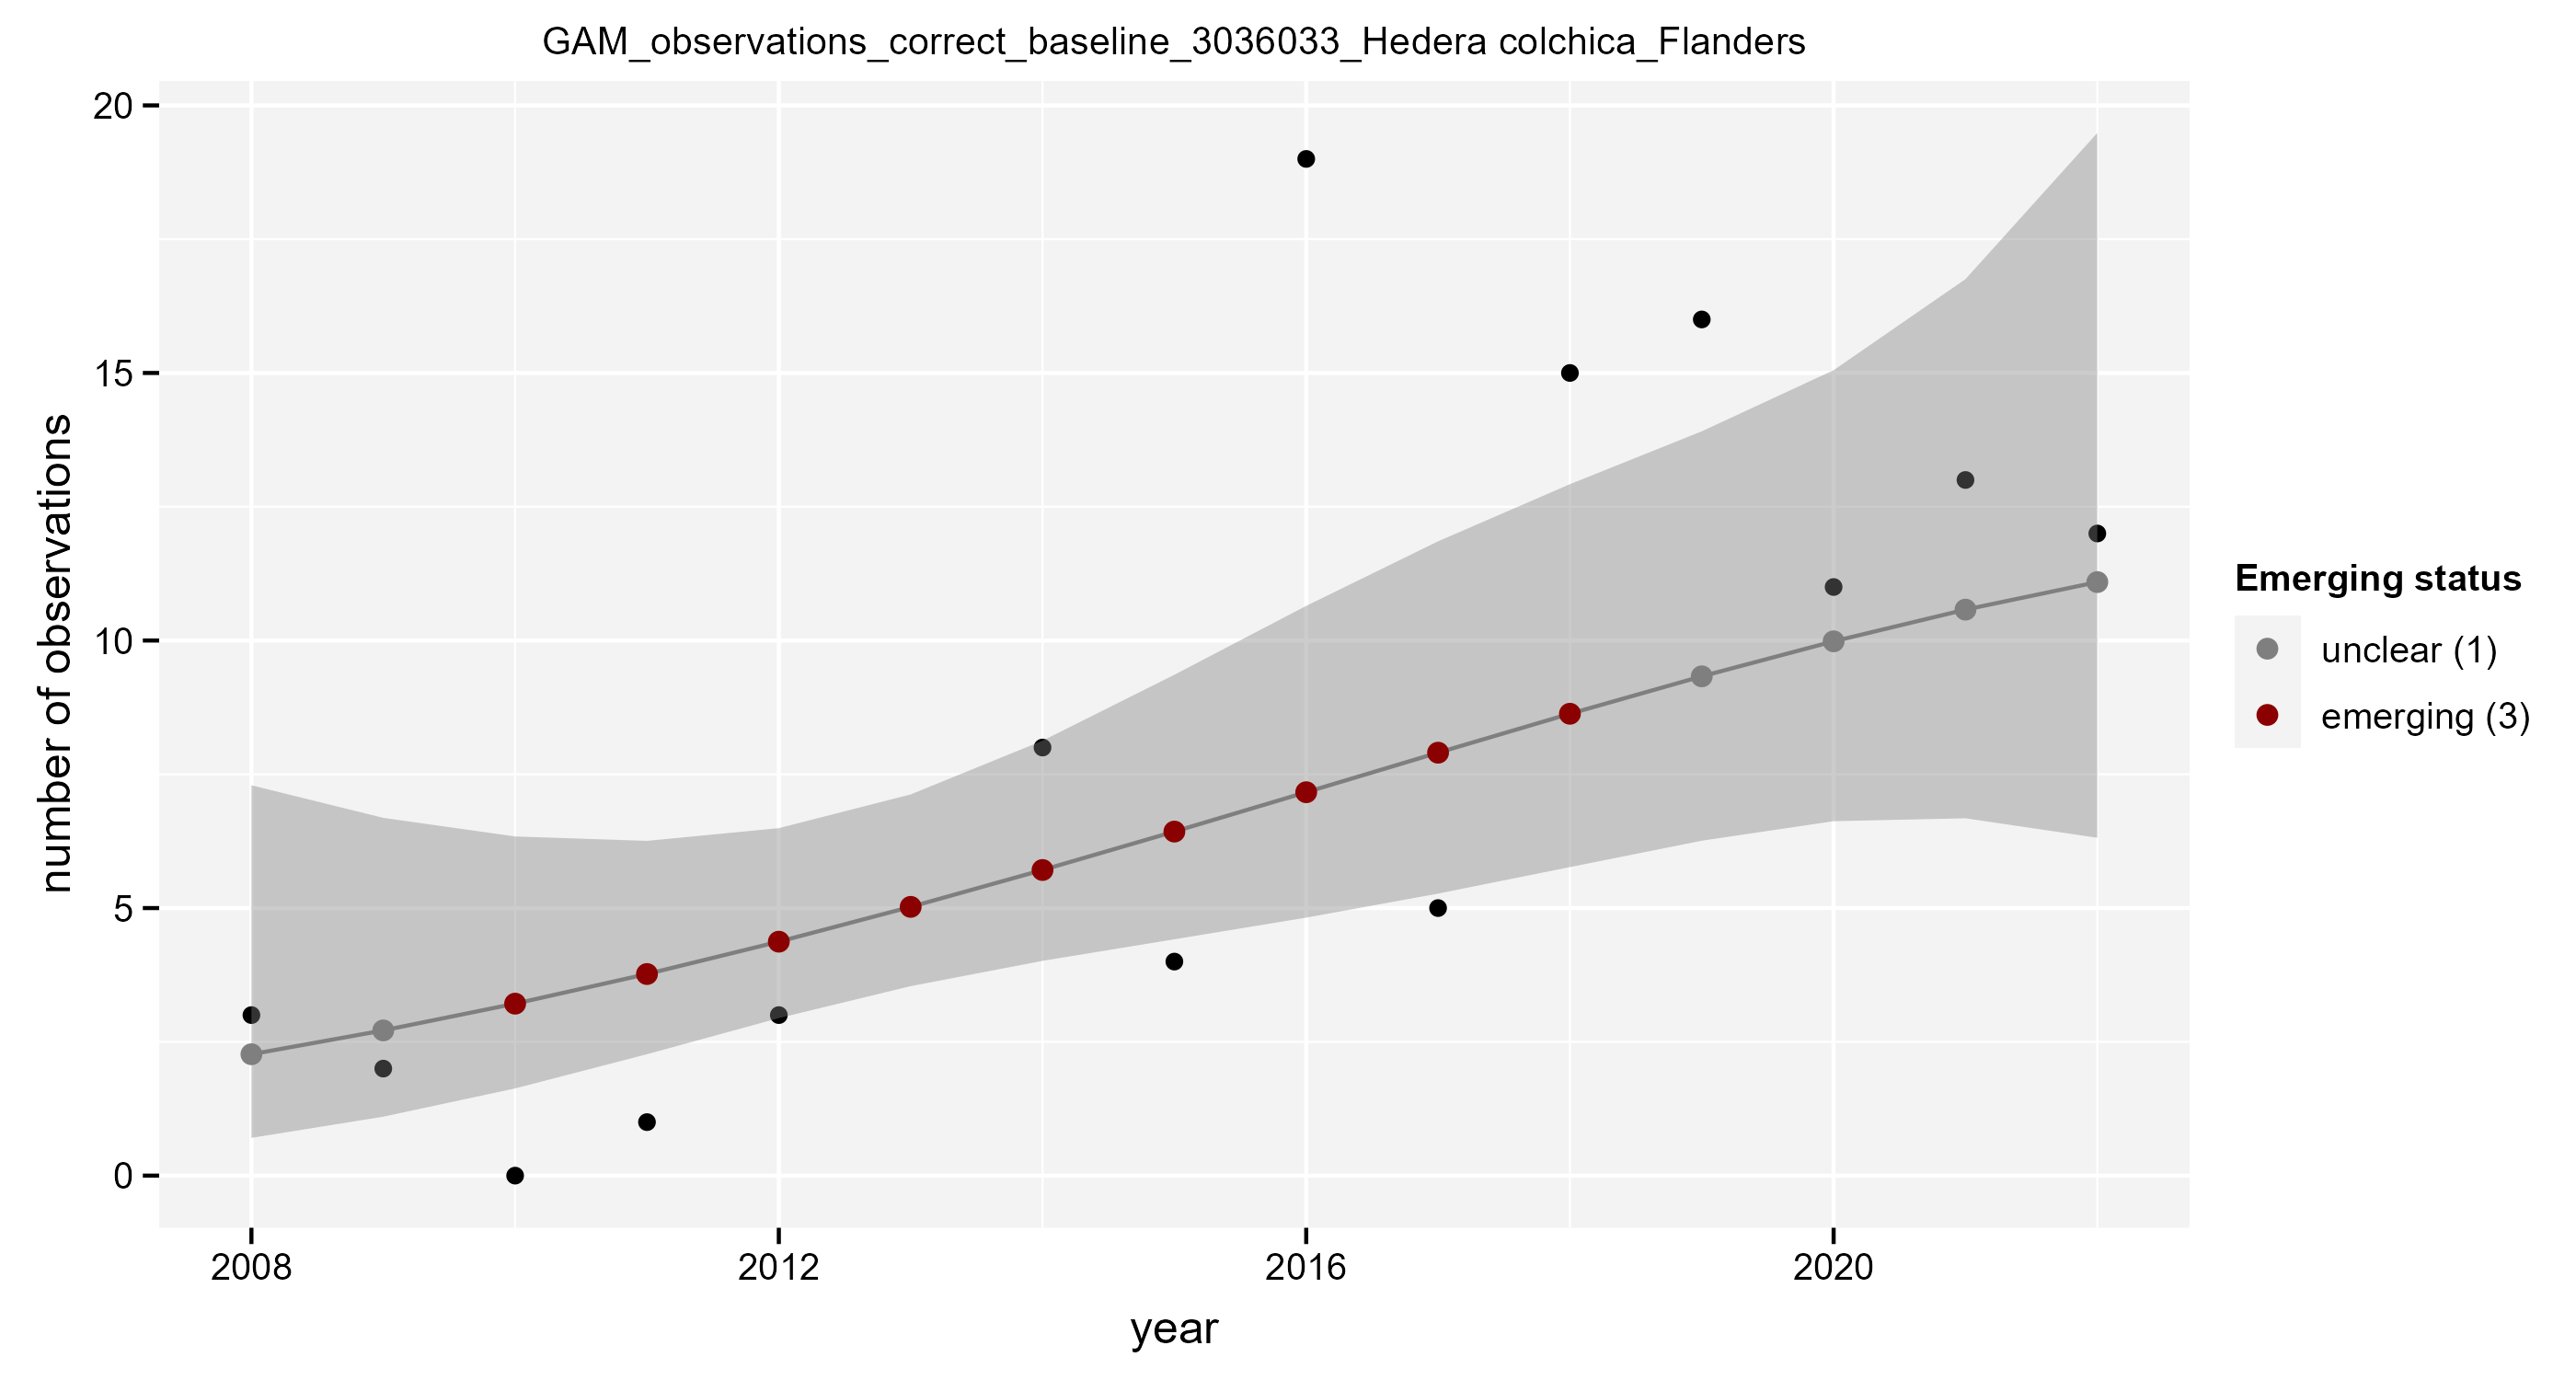 GAM_observations_correct_baseline_3036033_Hedera colchica_Flanders
number of observations
20
15
10
5
0
2008 2012 2016 2020
year
Emerging status
unclear (1)
emerging (3)